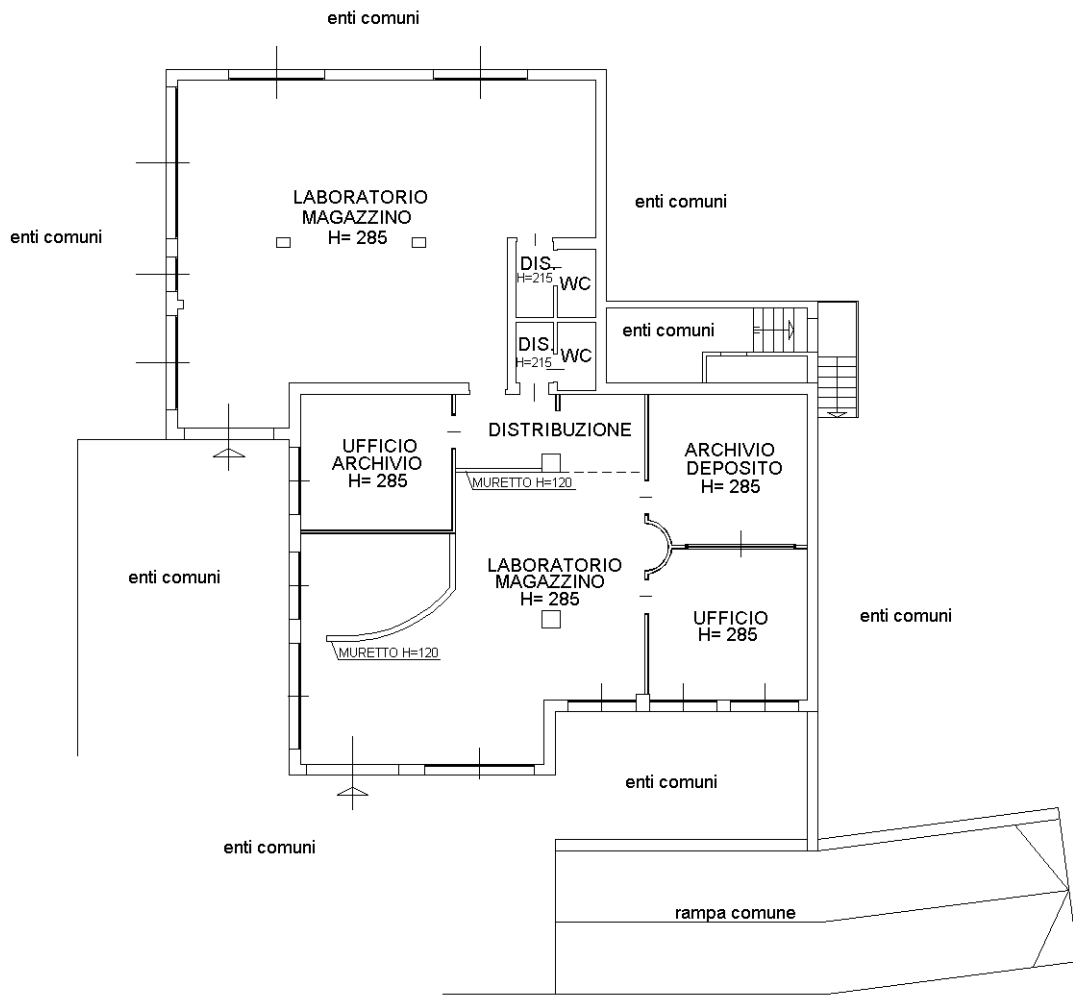 enti comuni
LABORATORIO
MAGAZZINO
H= 285
enti comuni
enti comuni
DIS.
H=215
WC
enti comuni
DIS.
H=215
WC
DISTRIBUZIONE
UFFICIO
ARCHIVIO
H= 285
ARCHIVIO
DEPOSITO
H= 285
MURETTO H=120
LABORATORIO
MAGAZZINO
H= 285
enti comuni
UFFICIO
H= 285
enti comuni
MURETTO H=120
enti comuni
enti comuni
rampa comune